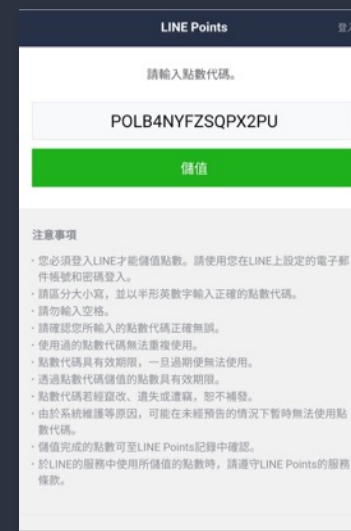 LINE Points
登入
請輸入點數代碼。
POLB4NYFZSQPX2PU
儲值
注意事項
・您必須登入LINE才能儲值點數。請使用您在LINE上設定的電子郵
件帳號和密碼登入。
・請區分大小寫，並以半形英數字輸入正確的點數代碼。
・請勿輸入空格。
・請確認您所輸入的點數代碼正確無誤。
・使用過的點數代碼無法重複使用。
・點數代碼具有效期限，一旦過期便無法使用。
・透過點數代碼儲值的點數具有效期限。
・點數代碼若經竄改、遺失或遭竊，恕不補發。
・由於系統維護等原因，可能在未經預告的情況下暫時無法使用點
數代碼。
・儲值完成的點數可至LINE Points記錄中確認。
・於LINE的服務中使用所儲值的點數時，請遵守LINE Points的服務
條款。